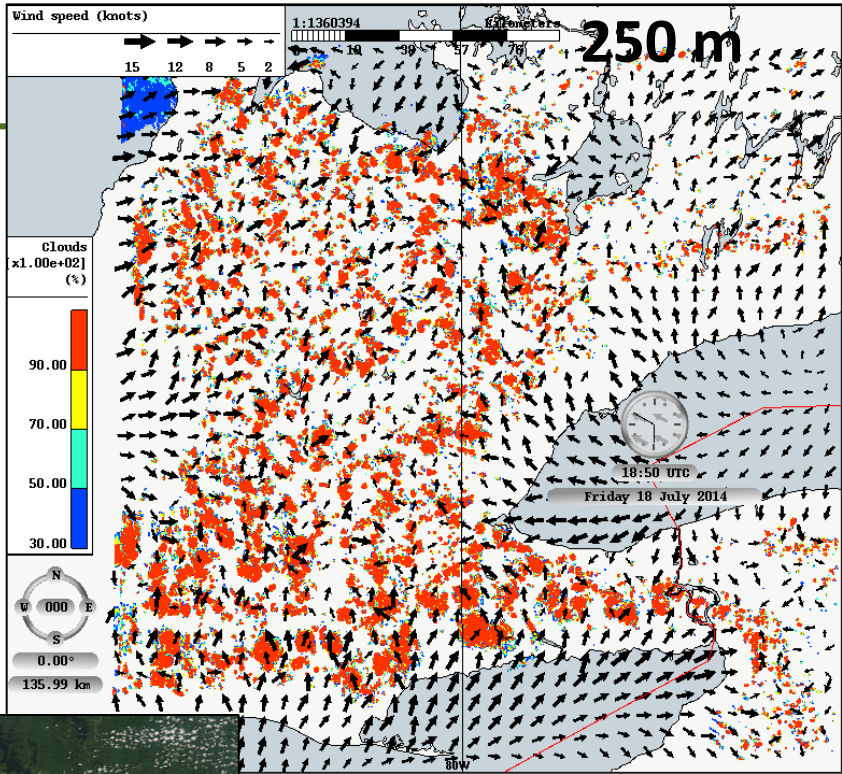 Wind speed (knots)
15 12 8 5 2
1:1360394 Kilometers
0 19 38 57 76
250 m
Clouds
[x1.00e+02]
(%)
90.00
70.00
50.00
30.00
N
W 000 E
S
0.00°
135.99 km
18:50 UTC
Friday 18 July 2014
80W